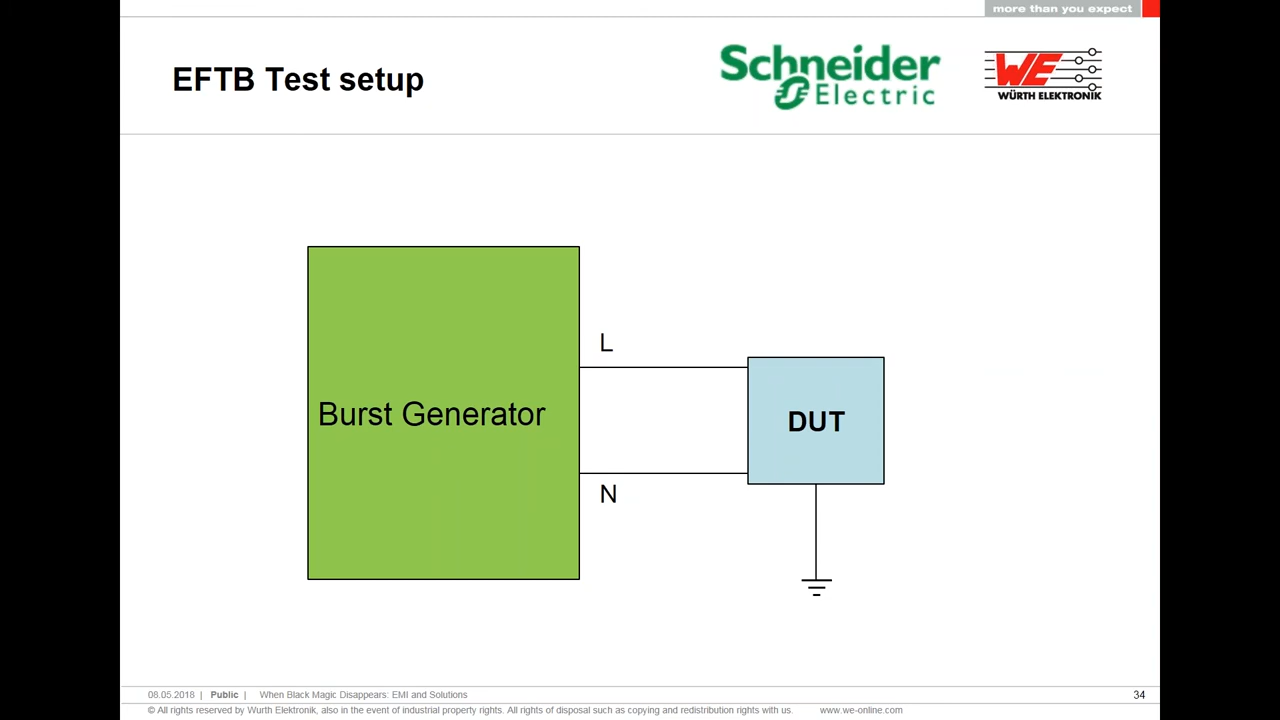 more than you expect
EFTB Test setup
Schneider
Electric
WE
WÜRTH ELEKTRONIK
L
Burst Generator
DUT
N
08.05.2018 | Public | When Black Magic Disappears: EMI and Solutions
34
© All rights reserved by Wurth Elektronik, also in the event of industrial property rights. All rights of disposal such as copying and redistribution rights with us. www.we-online.com